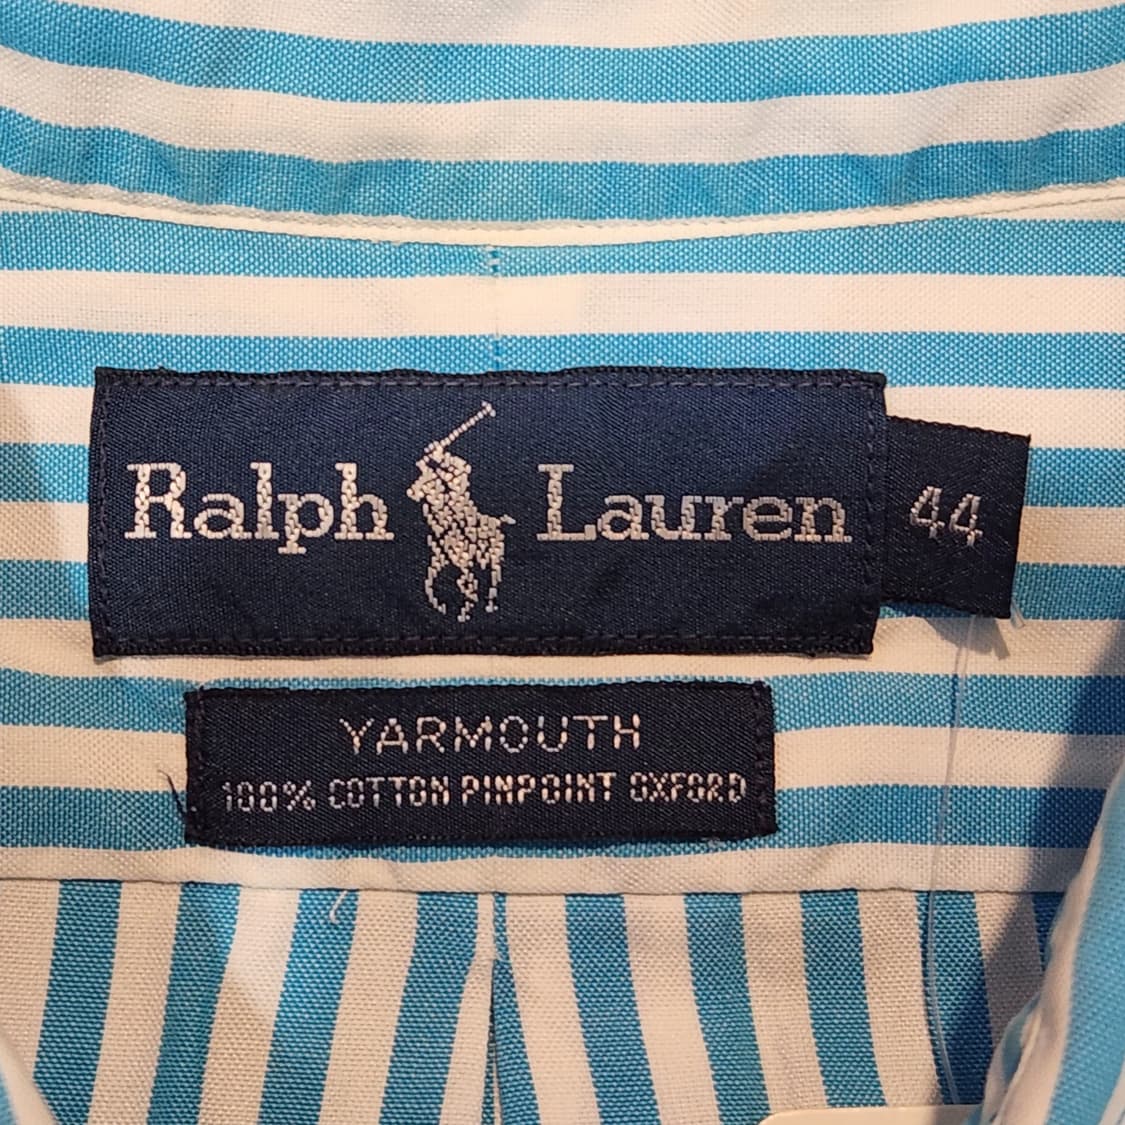 Ralph Lauren
44
YARMOUTH
100% COTTON PINPOINT OXFORD